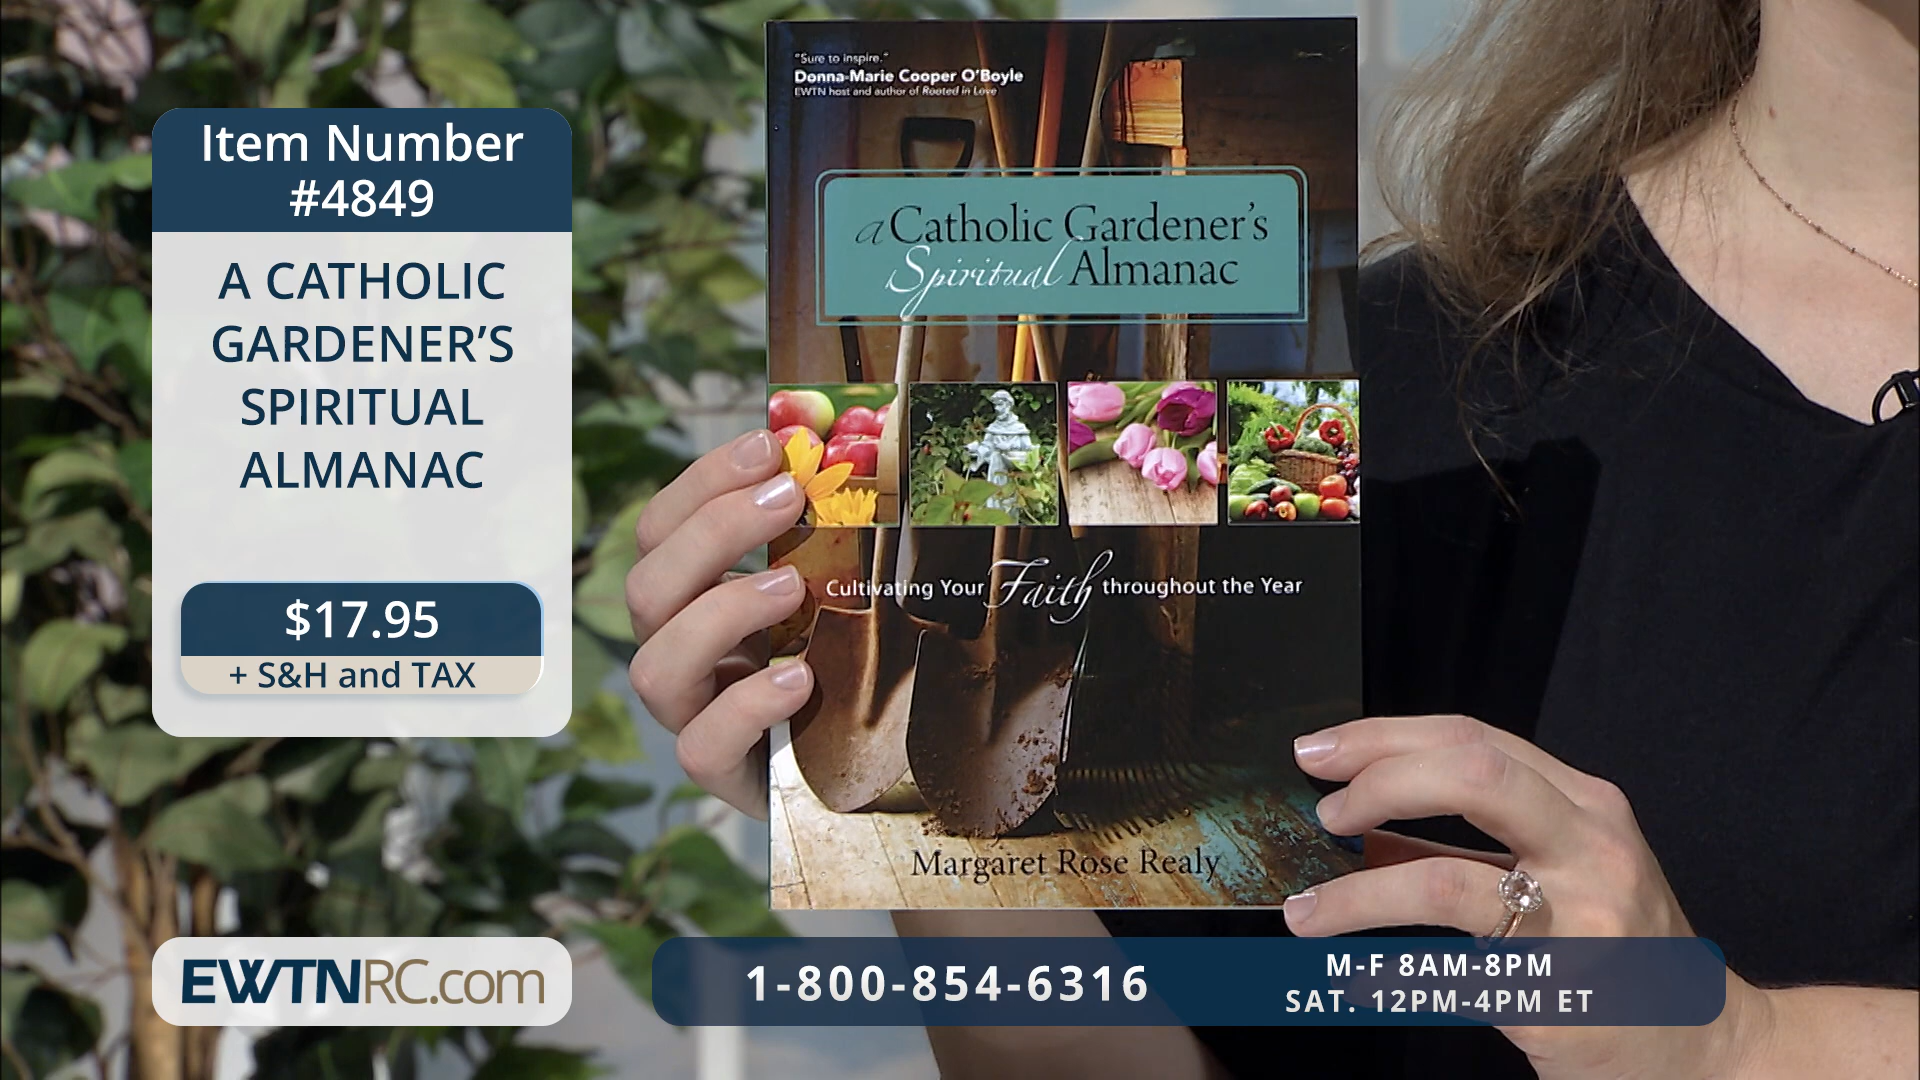 Item Number
#4849
A CATHOLIC
GARDENER’S
SPIRITUAL
ALMANAC
$17.95
+ S&H and TAX
EWTNRC.com
1-800-854-6316
M-F 8AM-8PM
SAT. 12PM-4PM ET
"Sure to inspire."
Donna-Marie Cooper O'Boyle
EWTN host and author of Rooted in Love
a Catholic Gardener's
Spiritual Almanac
Cultivating Your Faith throughout the Year
Margaret Rose Realy